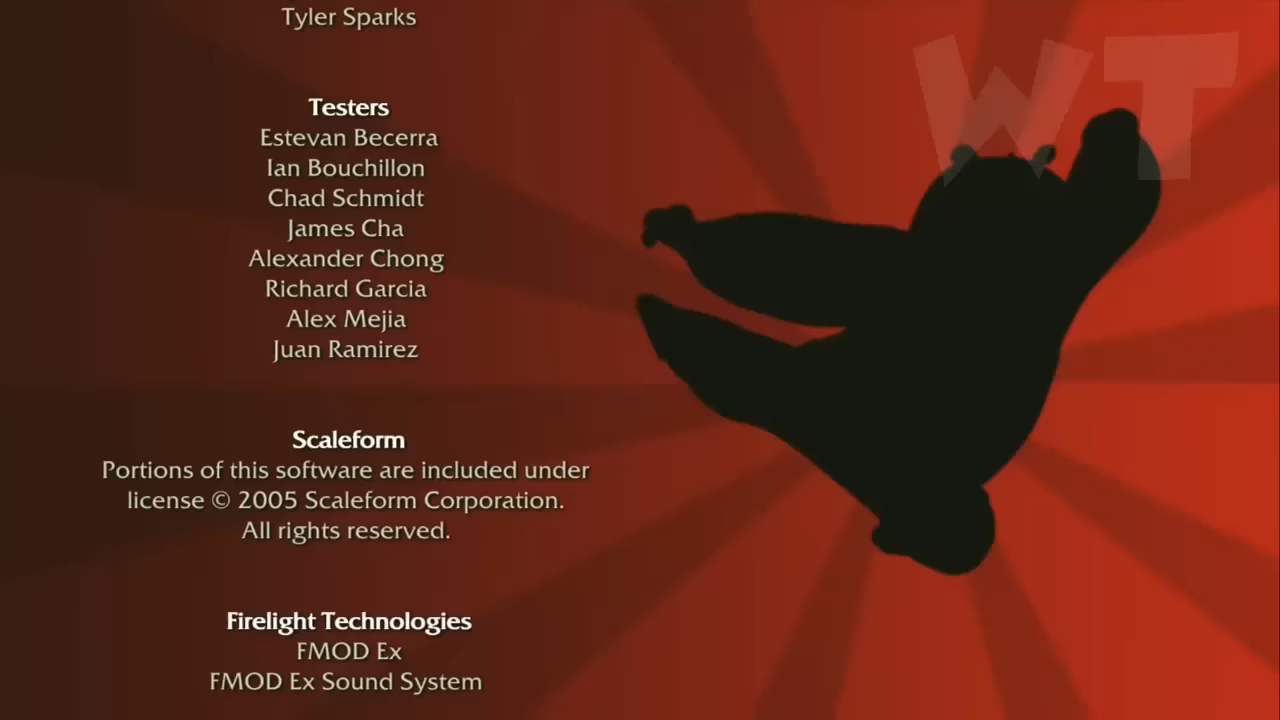 Tyler Sparks
WT
Testers
Estevan Becerra
Ian Bouchillon
Chad Schmidt
James Cha
Alexander Chong
Richard Garcia
Alex Mejia
Juan Ramirez
Scaleform
Portions of this software are included under
license © 2005 Scaleform Corporation.
All rights reserved.
Firelight Technologies
FMOD Ex
FMOD Ex Sound System